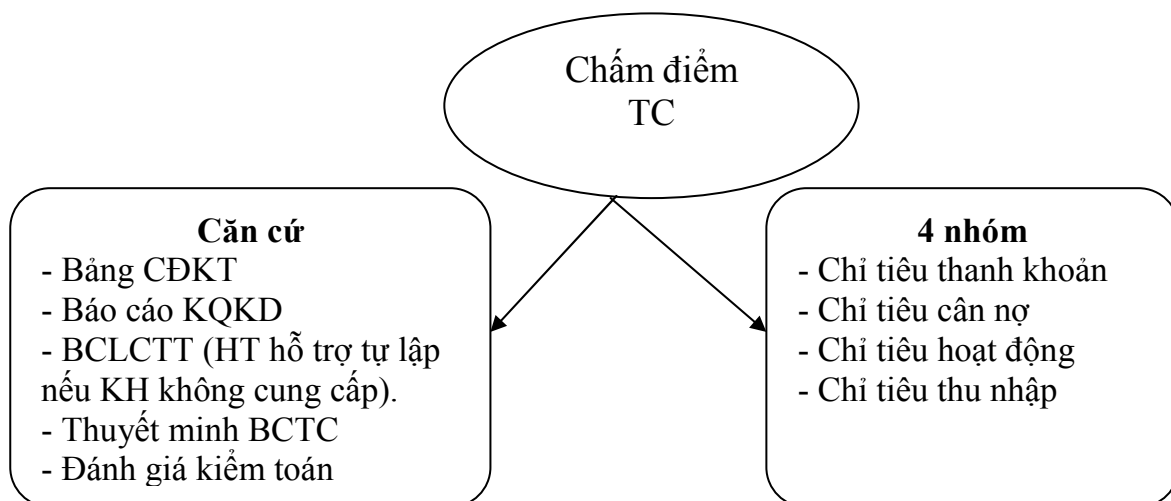 Chấm điểm
TC
Căn cứ
- Bảng CĐKT
- Báo cáo KQKD
- BCLCTT (HT hỗ trợ tự lập
nếu KH không cung cấp).
- Thuyết minh BCTC
- Đánh giá kiểm toán
4 nhóm
- Chỉ tiêu thanh khoản
- Chỉ tiêu cân nợ
- Chỉ tiêu hoạt động
- Chỉ tiêu thu nhập